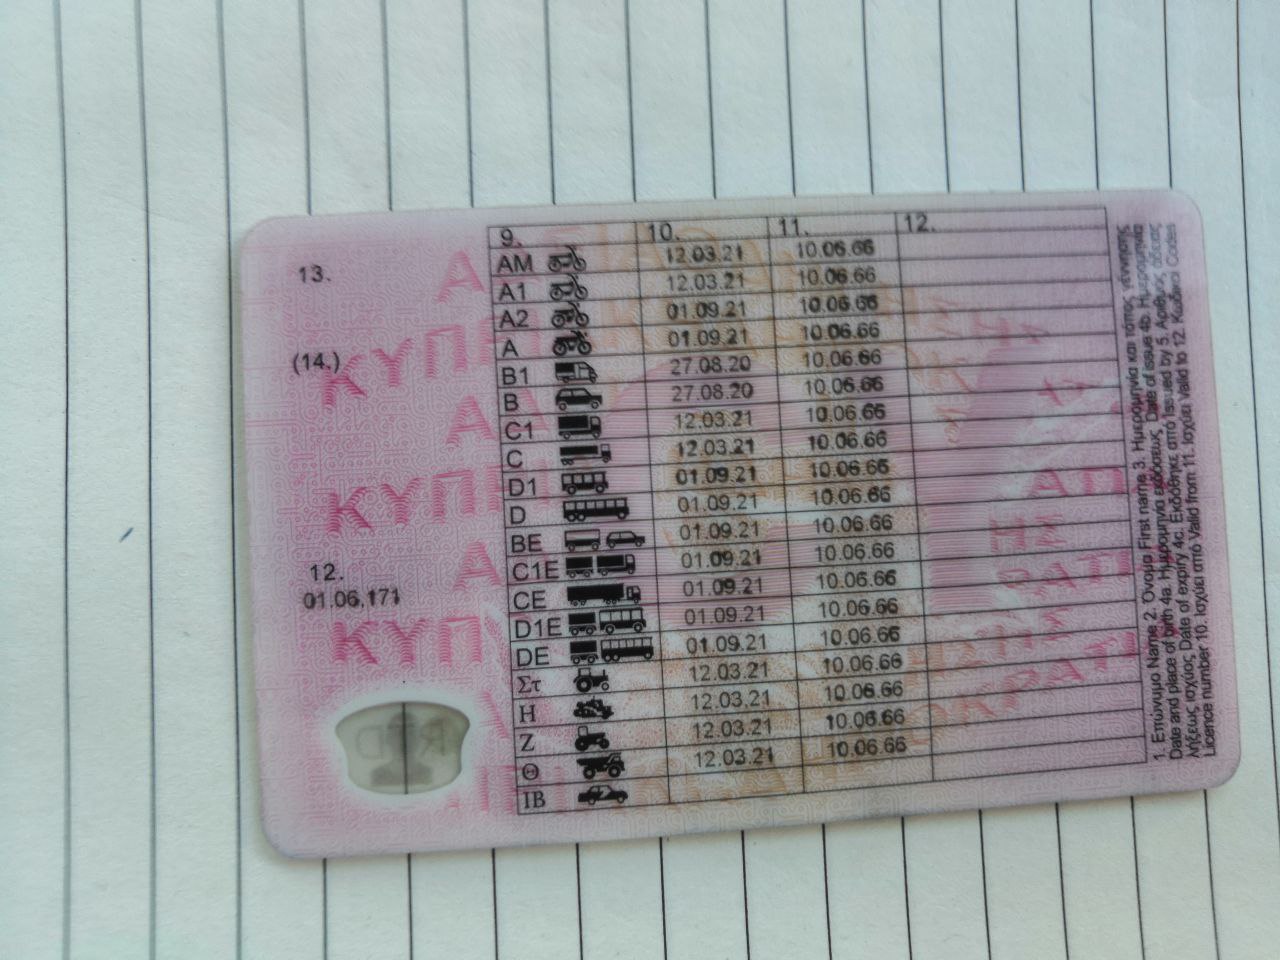 13.
(14.)
12.
01.06,171
9. 10. 11. 12.
AM 12.03.21 10.06.66
A1 12.03.21 10.06.66
A2 01.09.21 10.06.66
A 01.09.21 10.06.66
B1 27.08.20 10.06.66
B 27.08.20 10.06.66
C1 12.03.21 10.06.66
C 12.03.21 10.06.66
D1 01.09.21 10.06.66
D 01.09.21 10.06.66
BE 01.09.21 10.06.66
C1E 01.09.21 10.06.66
CE 01.09.21 10.06.66
D1E 01.09.21 10.06.66
DE 01.09.21 10.06.66
Στ 12.03.21 10.06.66
Η 12.03.21 10.06.66
Ζ 12.03.21 10.06.66
Θ 12.03.21 10.06.66
ΙΒ
1. Επώνυμο Name 2. Όνομα First name 3. Ημερομηνία και τόπος γέννησης
Date and place of birth 4a. Ημερομηνία εκδόσεως Date of issue 4b. Ημερομηνία
λήξεως ισχύος Date of expiry 4c. Εκδόθηκε από Issued by 5. Αριθμός άδειας
Licence number 10. Ισχύει από Valid from 11. Ισχύει Valid to 12. Κωδικοί Codes